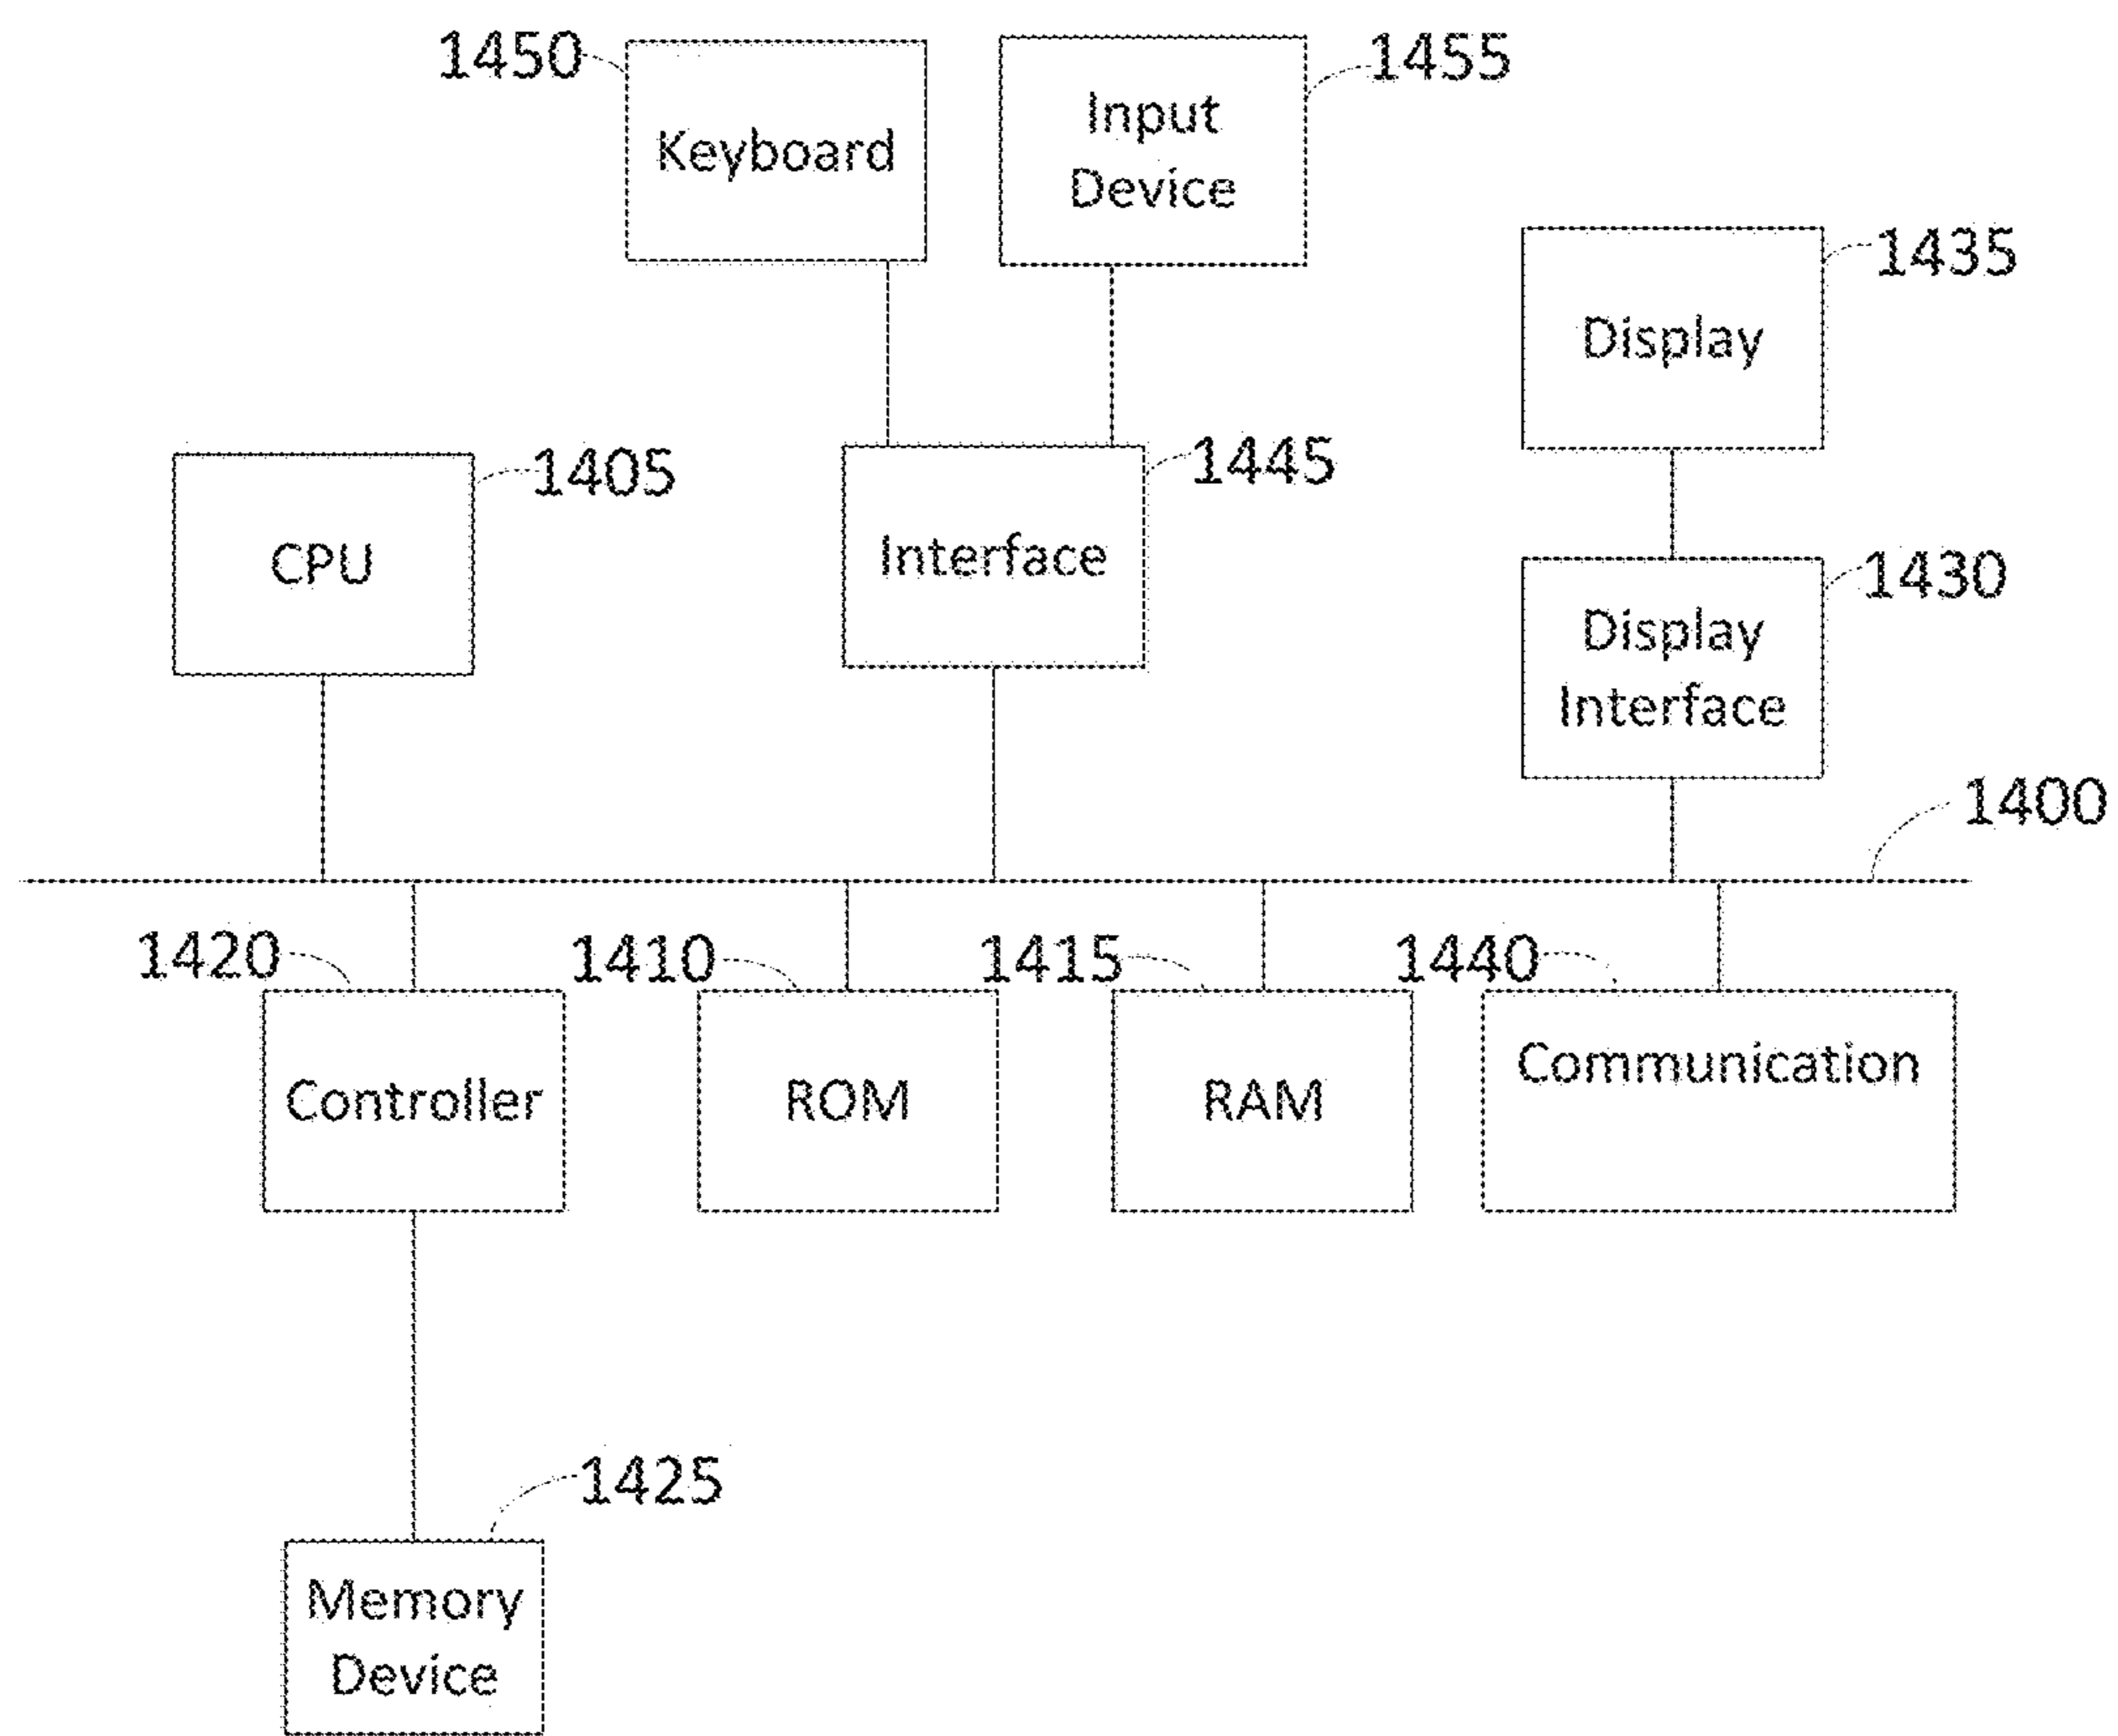 1450
Keyboard
Input
Device
1455
Display
1435
CPU
1405
Interface
1445
Display
Interface
1430
1400
1420
Controller
1410
ROM
1415
RAM
1440
Communication
1425
Memory
Device